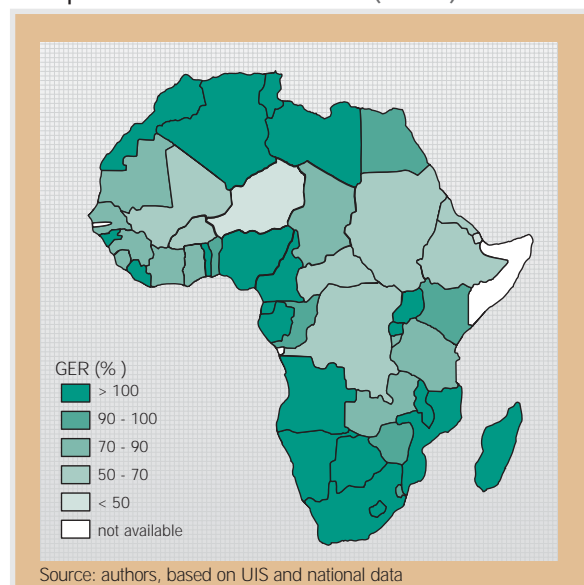 GER (%)
> 100
90 - 100
70 - 90
50 - 70
< 50
not available
Source: authors, based on UIS and national data